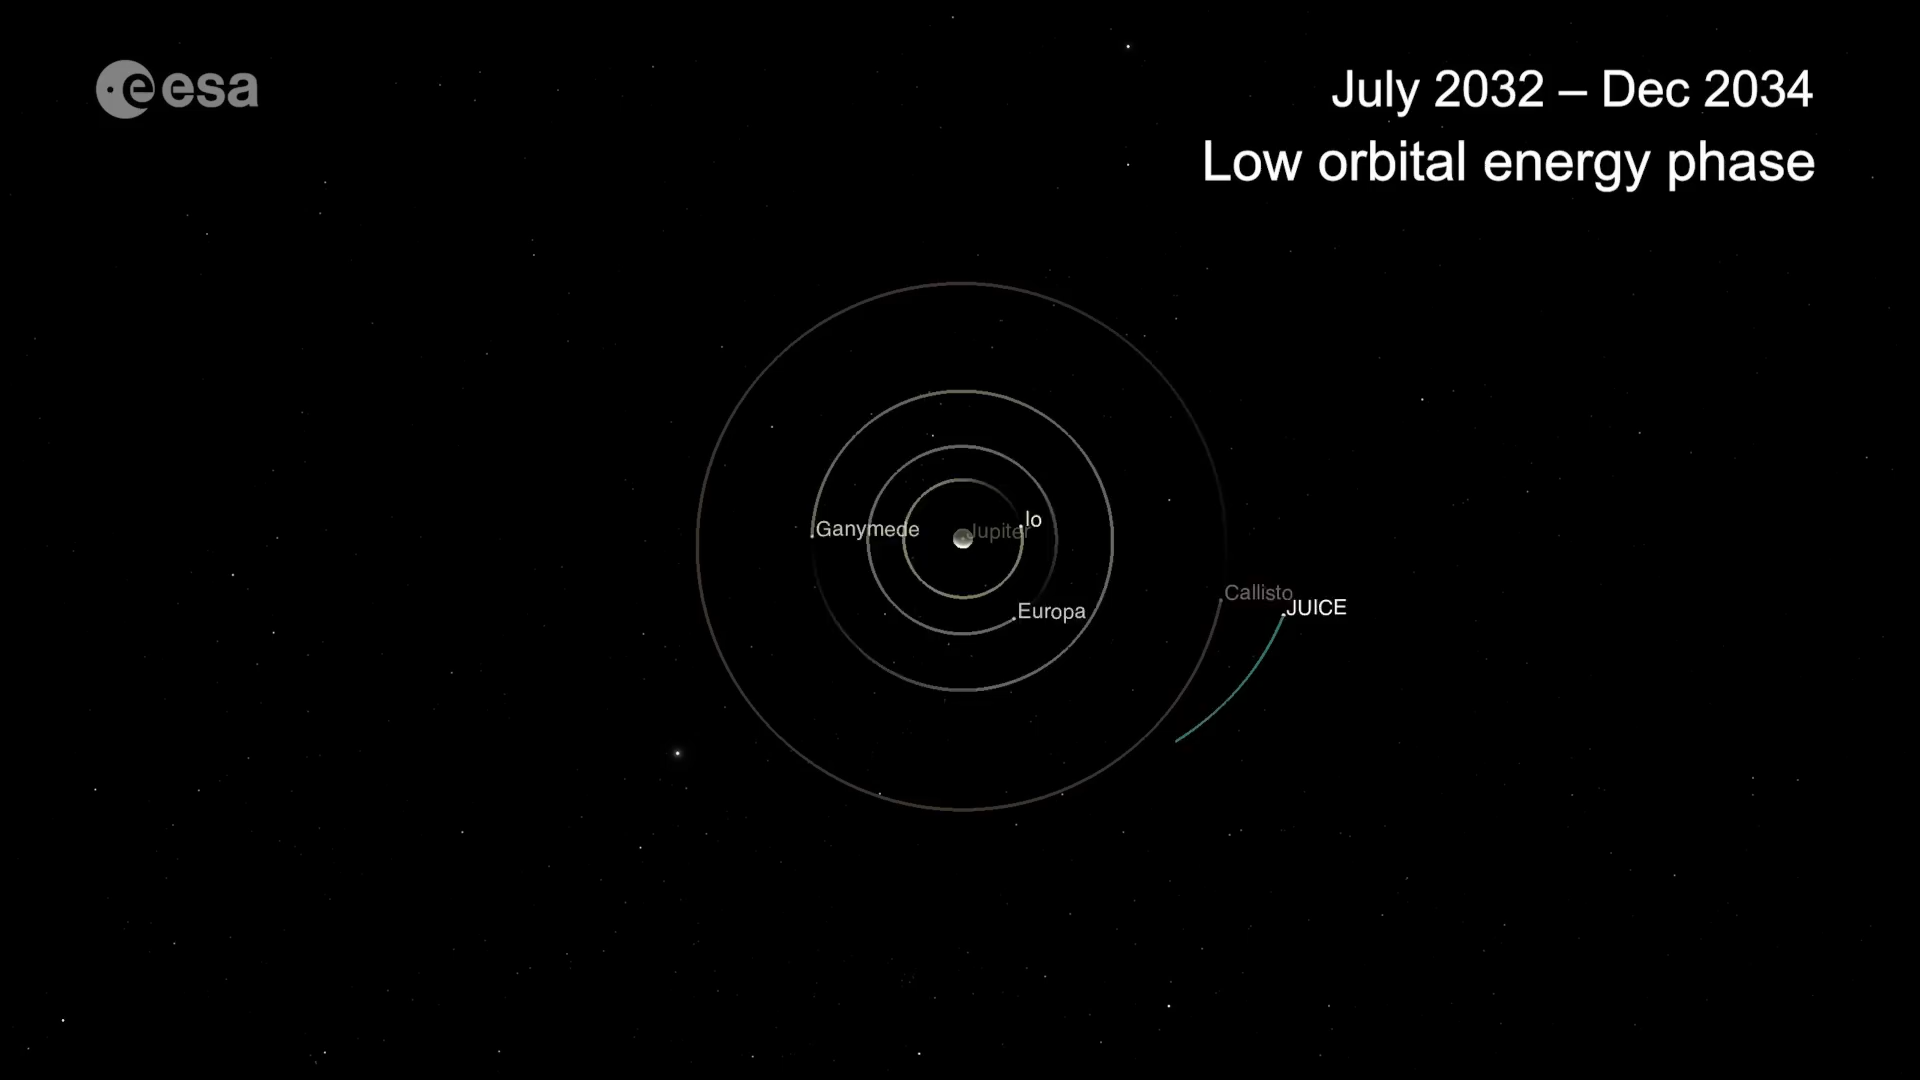 esa
July 2032 – Dec 2034
Low orbital energy phase
Io
Ganymede
Jupiter
Callisto
JUICE
Europa